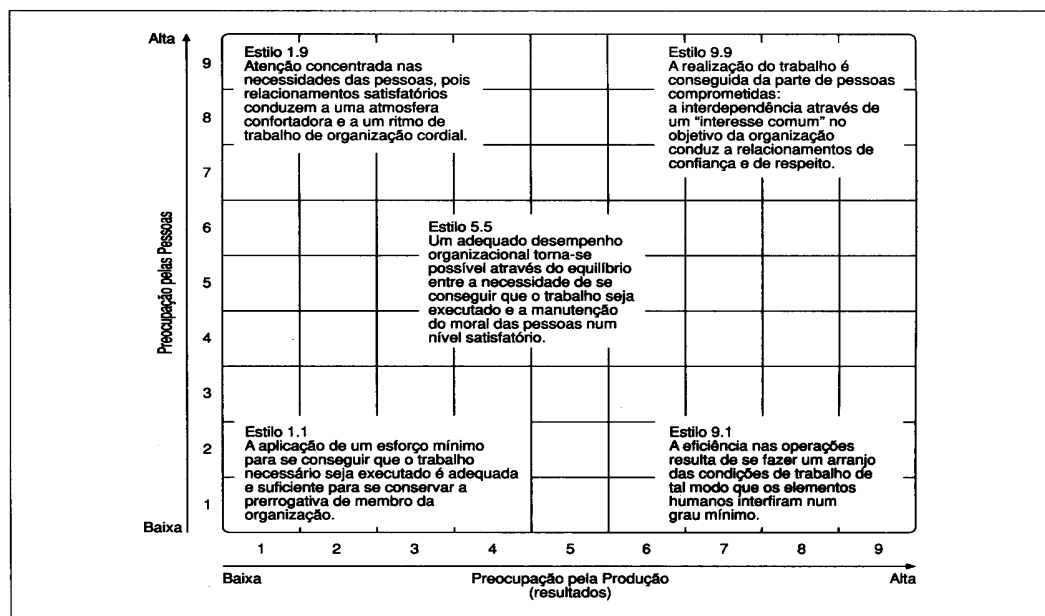 Alta
Preocupação pelas Pessoas
9
8
7
6
5
4
3
2
1
Baixa
Estilo 1.9
Atenção concentrada nas
necessidades das pessoas, pois
relacionamentos satisfatórios
conduzem a uma atmosfera
confortadora e a um ritmo de
trabalho de organização cordial.
Estilo 9.9
A realização do trabalho é
conseguida da parte de pessoas
comprometidas:
a interdependência através de
um "interesse comum" no
objetivo da organização
conduz a relacionamentos de
confiança e de respeito.
Estilo 5.5
Um adequado desempenho
organizacional torna-se
possível através do equilíbrio
entre a necessidade de se
conseguir que o trabalho seja
executado e a manutenção
do moral das pessoas num
nível satisfatório.
Estilo 1.1
A aplicação de um esforço mínimo
para se conseguir que o trabalho
necessário seja executado é adequada
e suficiente para se conservar a
prerrogativa de membro da
organização.
Estilo 9.1
A eficiência nas operações
resulta de se fazer um arranjo
das condições de trabalho de
tal modo que os elementos
humanos interfiram num
grau mínimo.
1 2 3 4 5 6 7 8 9
Baixa Preocupação pela Produção Alta
(resultados)